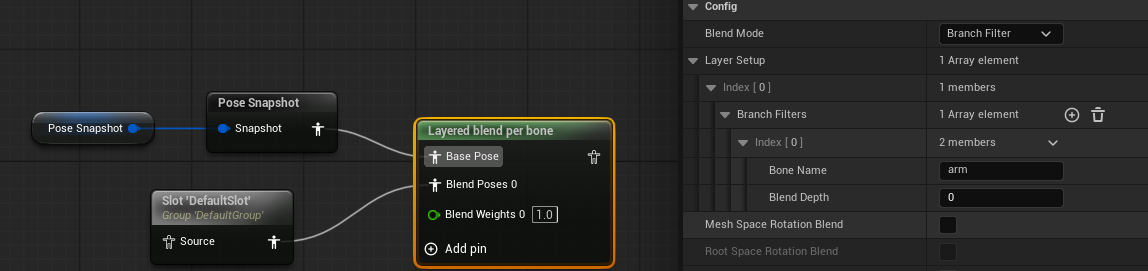 Pose Snapshot
Pose Snapshot
Snapshot
Slot 'DefaultSlot'
Group 'DefaultGroup'
Source
Layered blend per bone
Base Pose
Blend Poses 0
Blend Weights 0 1.0
Add pin
Config
Blend Mode Branch Filter
Layer Setup 1 Array element
Index [ 0 ] 1 members
Branch Filters 1 Array element
Index [ 0 ] 2 members
Bone Name arm
Blend Depth 0
Mesh Space Rotation Blend
Root Space Rotation Blend